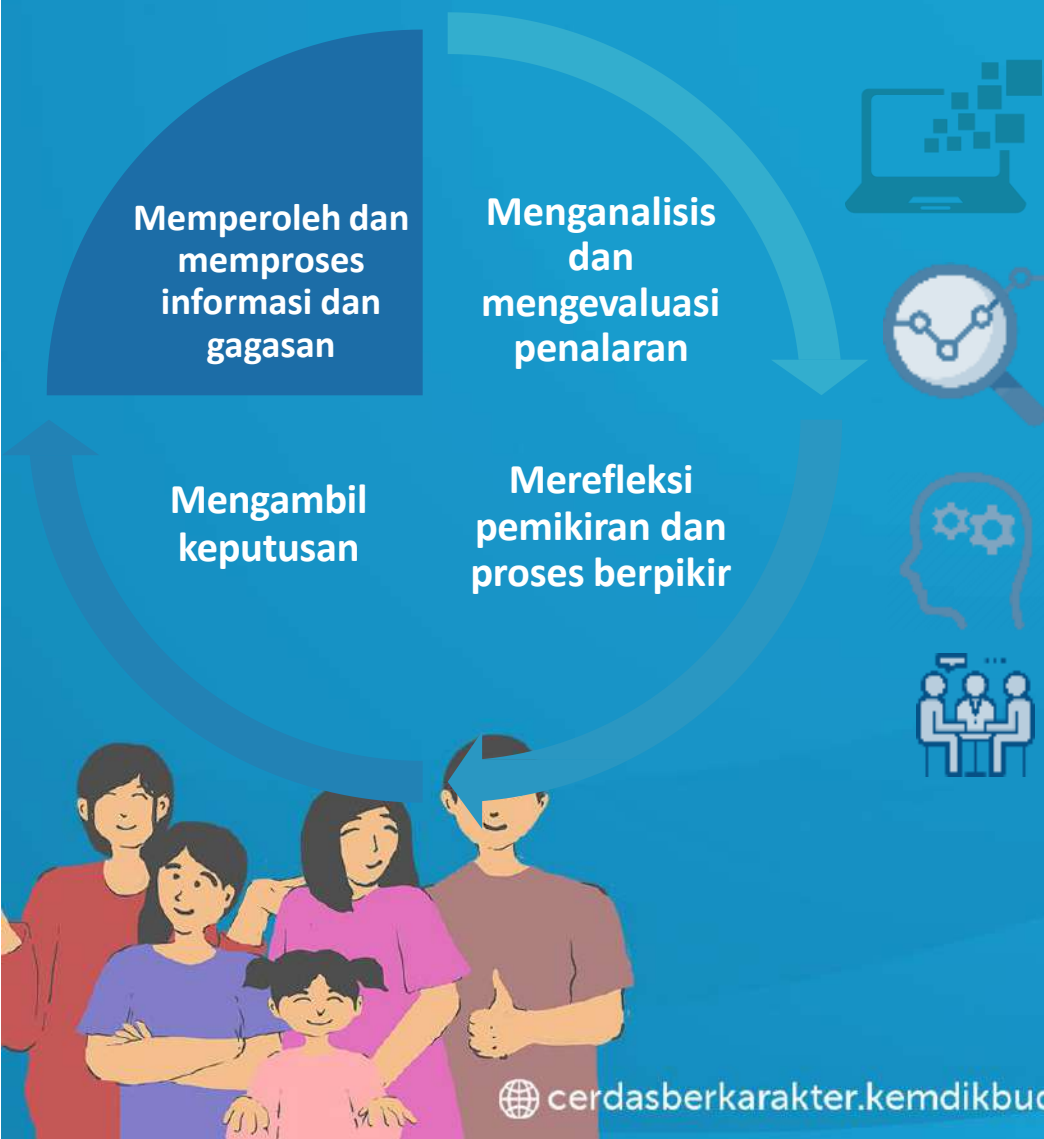 Memperoleh dan
memproses
informasi dan
gagasan
Menganalisis
dan
mengevaluasi
penalaran
Merefleksi
pemikiran dan
proses berpikir
Mengambil
keputusan
cerdasberkarakter.kemdikbud